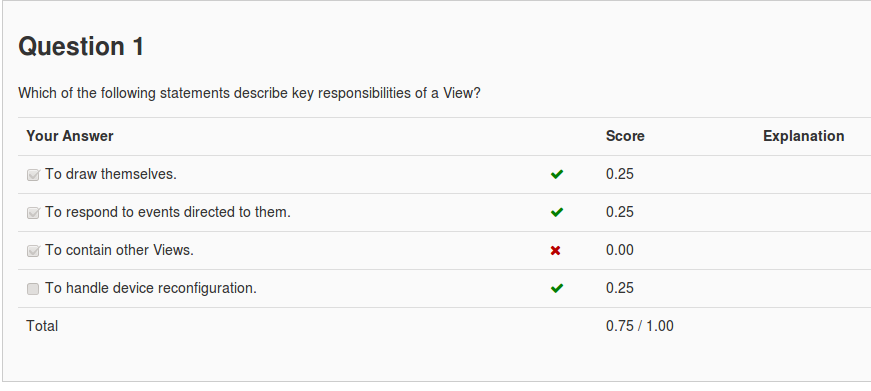 Question 1
Which of the following statements describe key responsibilities of a View?
Your Answer Score Explanation
To draw themselves. 0.25
To respond to events directed to them. 0.25
To contain other Views. 0.00
To handle device reconfiguration. 0.25
Total 0.75 / 1.00